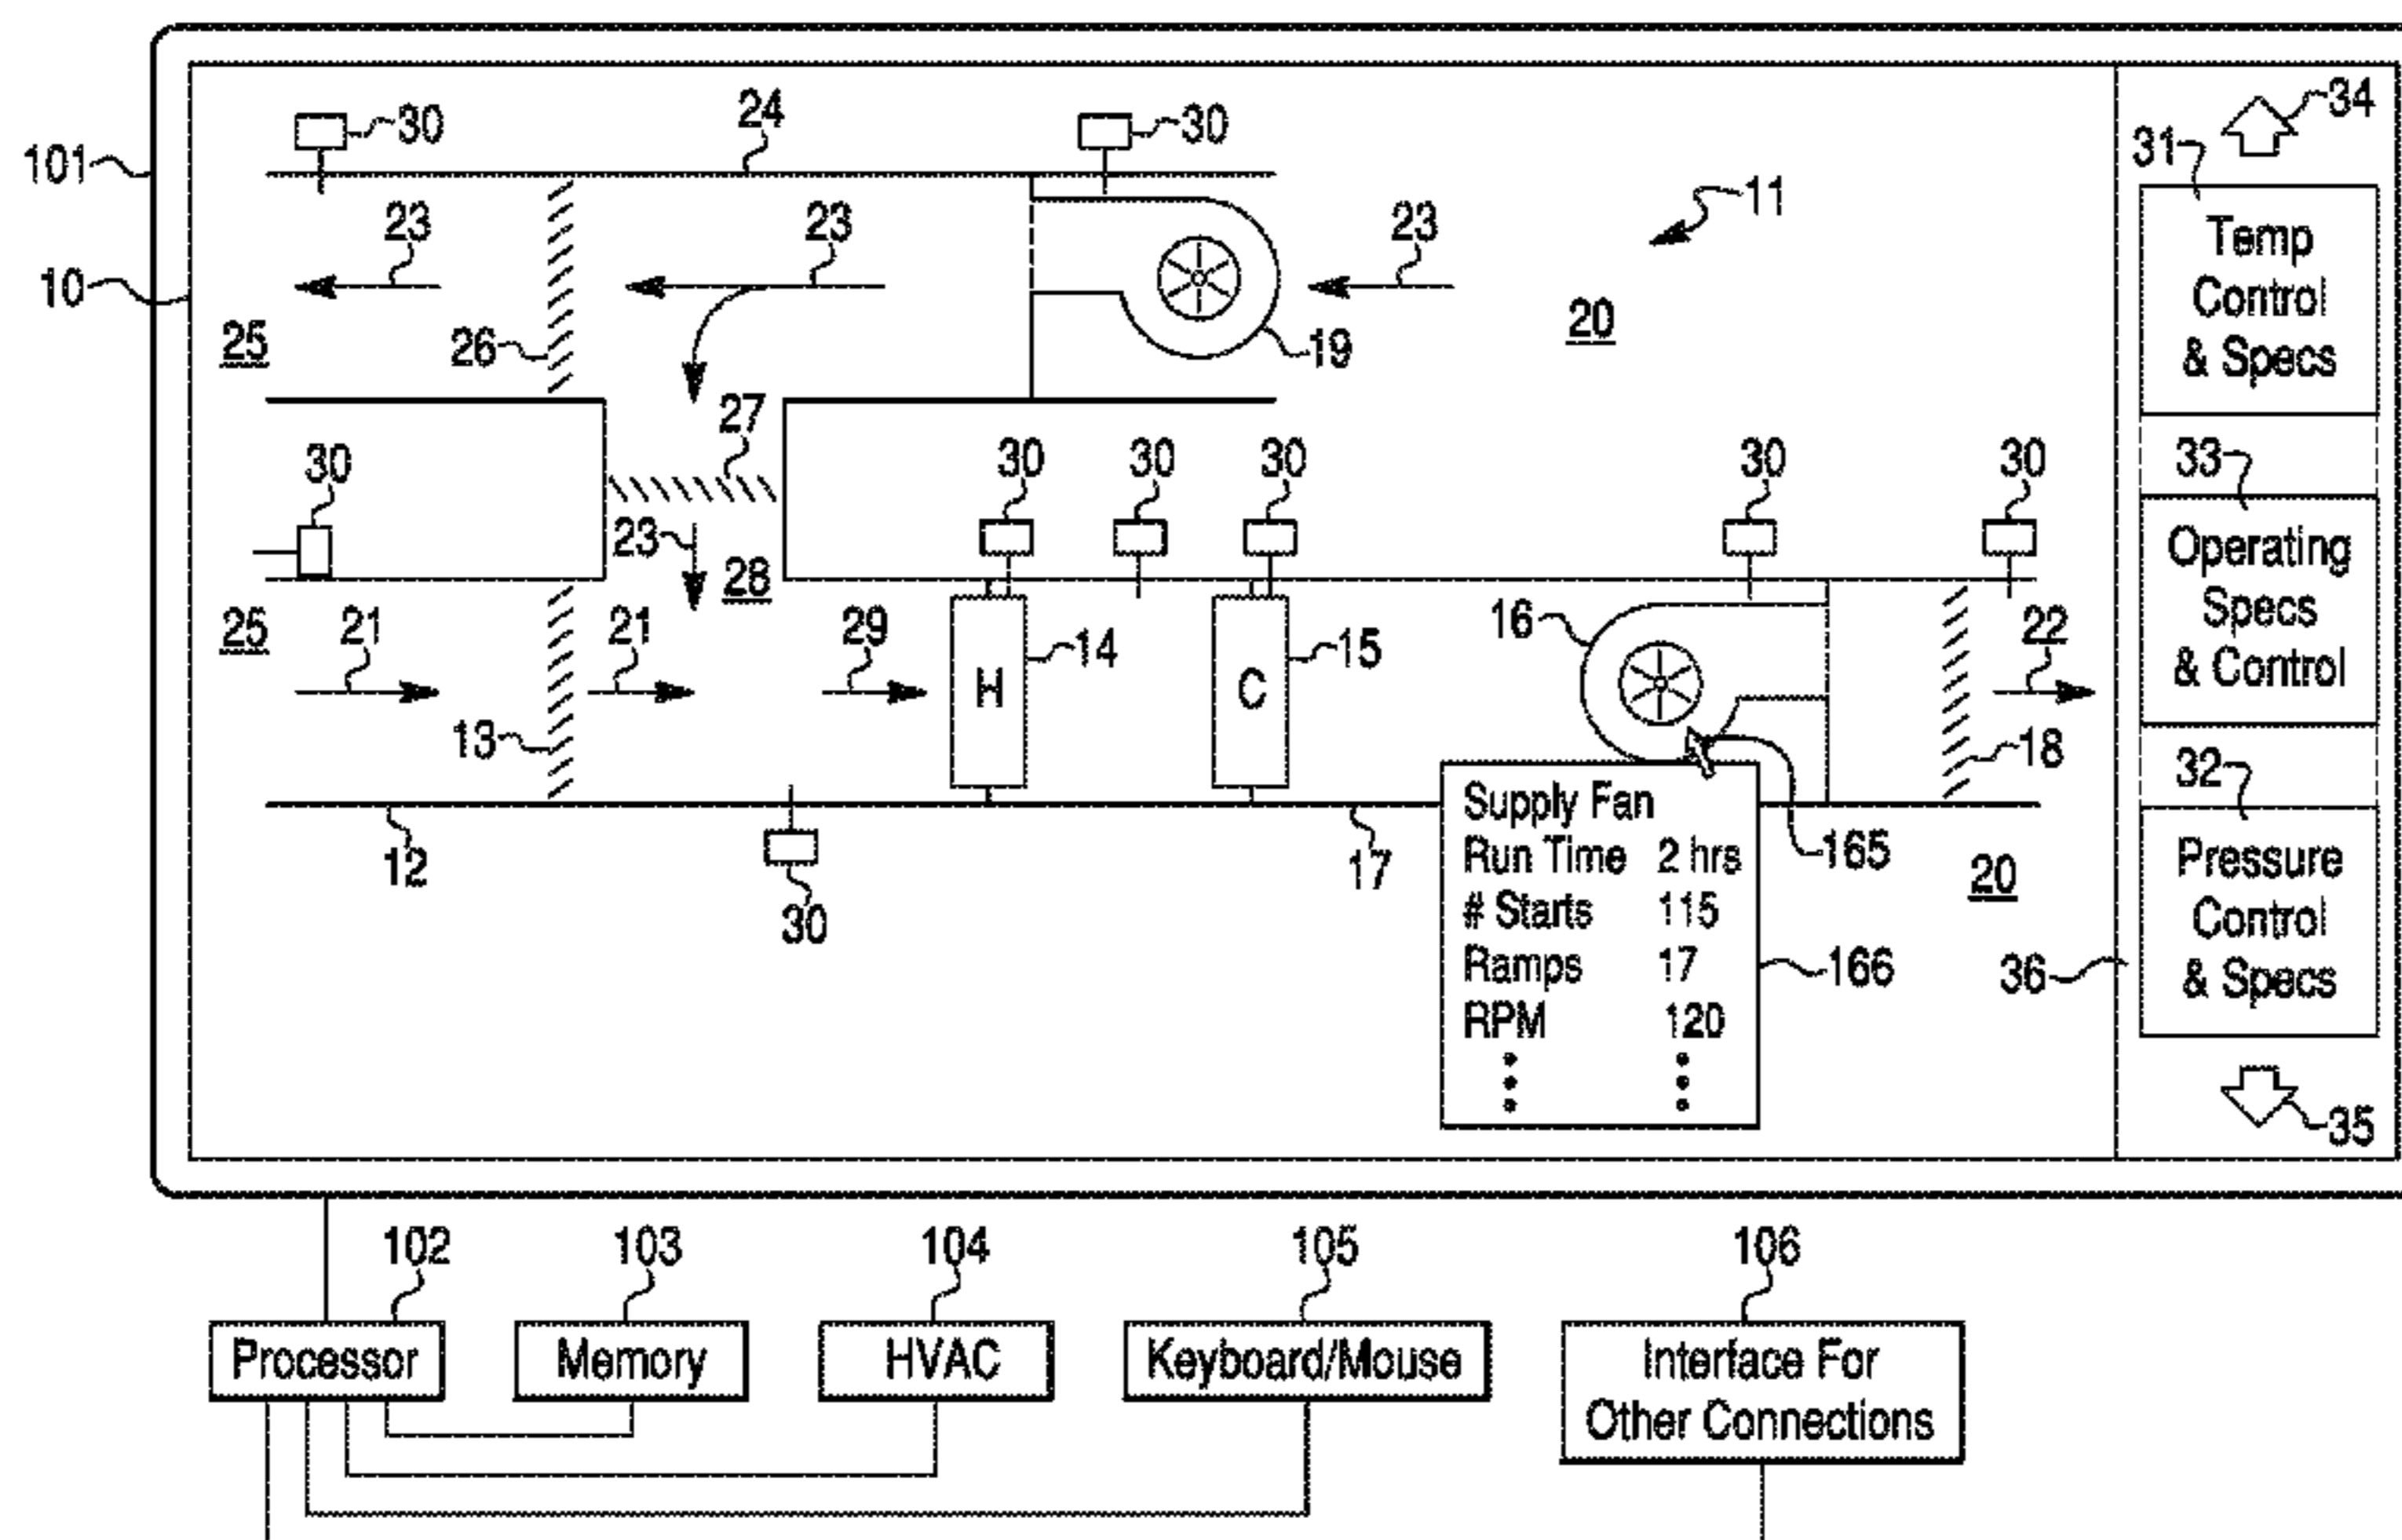 34
30
24
30
31
101
11
23
23
23
Temp
Control
& Specs
10
20
25
26
19
27
30
30
30
30
30
30
33
23
28
Operating
Specs
& Control
25
21
21
29
14
15
16
22
H
C
13
18
32
Supply Fan
Run Time 2 hrs
# Starts 115
Ramps 17
RPM 120
165
12
17
20
30
166
36
Pressure
Control
& Specs
35
102
103
104
105
106
Processor
Memory
HVAC
Keyboard/Mouse
Interface For
Other Connections